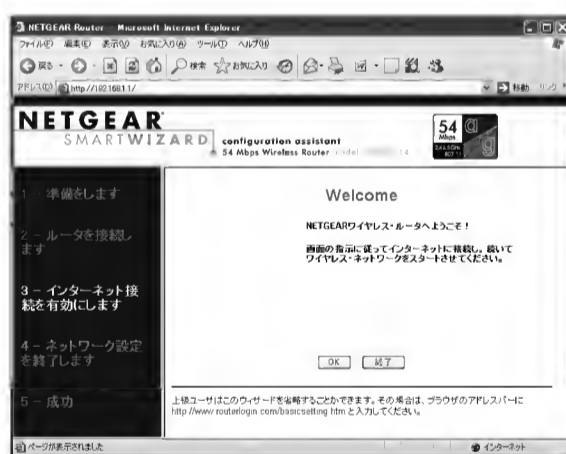 NETGEAR Router - Microsoft Internet Explorer
ファイル(F) 編集(E) 表示(V) お気に入り(A) ツール(T) ヘルプ(H)
戻る 検索 お気に入り
アドレス(D) http://192.168.1.1/ 移動 リンク
NETGEAR
SMARTWIZARD configuration assistant
54 Mbps Wireless Router model 14
54 Mbps
a g
1 - 準備をします
2 - ルータを接続し
ます
3 - インターネット接
続を有効にします
4 - ネットワーク設定
を終了します
5 - 成功
Welcome
NETGEARワイヤレス・ルータへようこそ！
画面の指示に従ってインターネットに接続し。続いて
ワイヤレス・ネットワークをスタートさせてください。
OK 終了
上級ユーザはこのウィザードを省略することができます。その場合は、ブラウザのアドレスバーに
http://www.routerlogin.com/basicsetting.htm と入力してください。
ページが表示されました インターネット